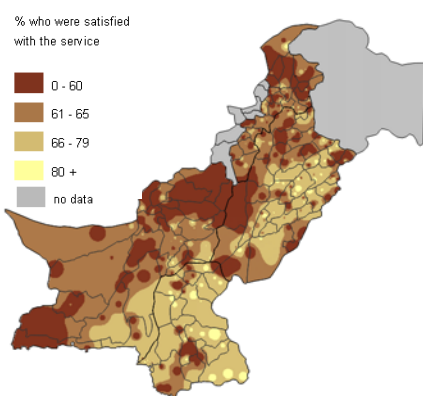 % who were satisfied
with the service
0 - 60
61 - 65
66 - 79
80 +
no data